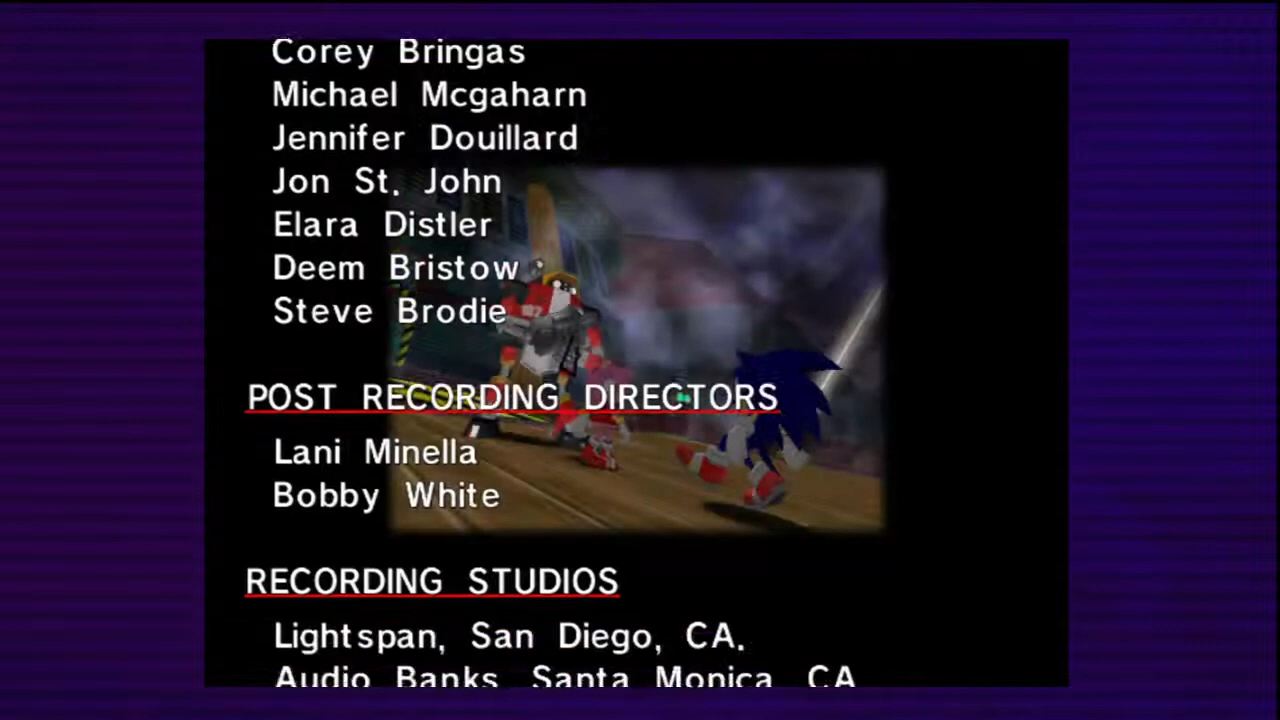 Corey Bringas
Michael Mcgaharn
Jennifer Douillard
Jon St. John
Elara Distler
Deem Bristow
Steve Brodie
POST RECORDING DIRECTORS
Lani Minella
Bobby White
RECORDING STUDIOS
Lightspan, San Diego, CA.
Audio Banks, Santa Monica, CA